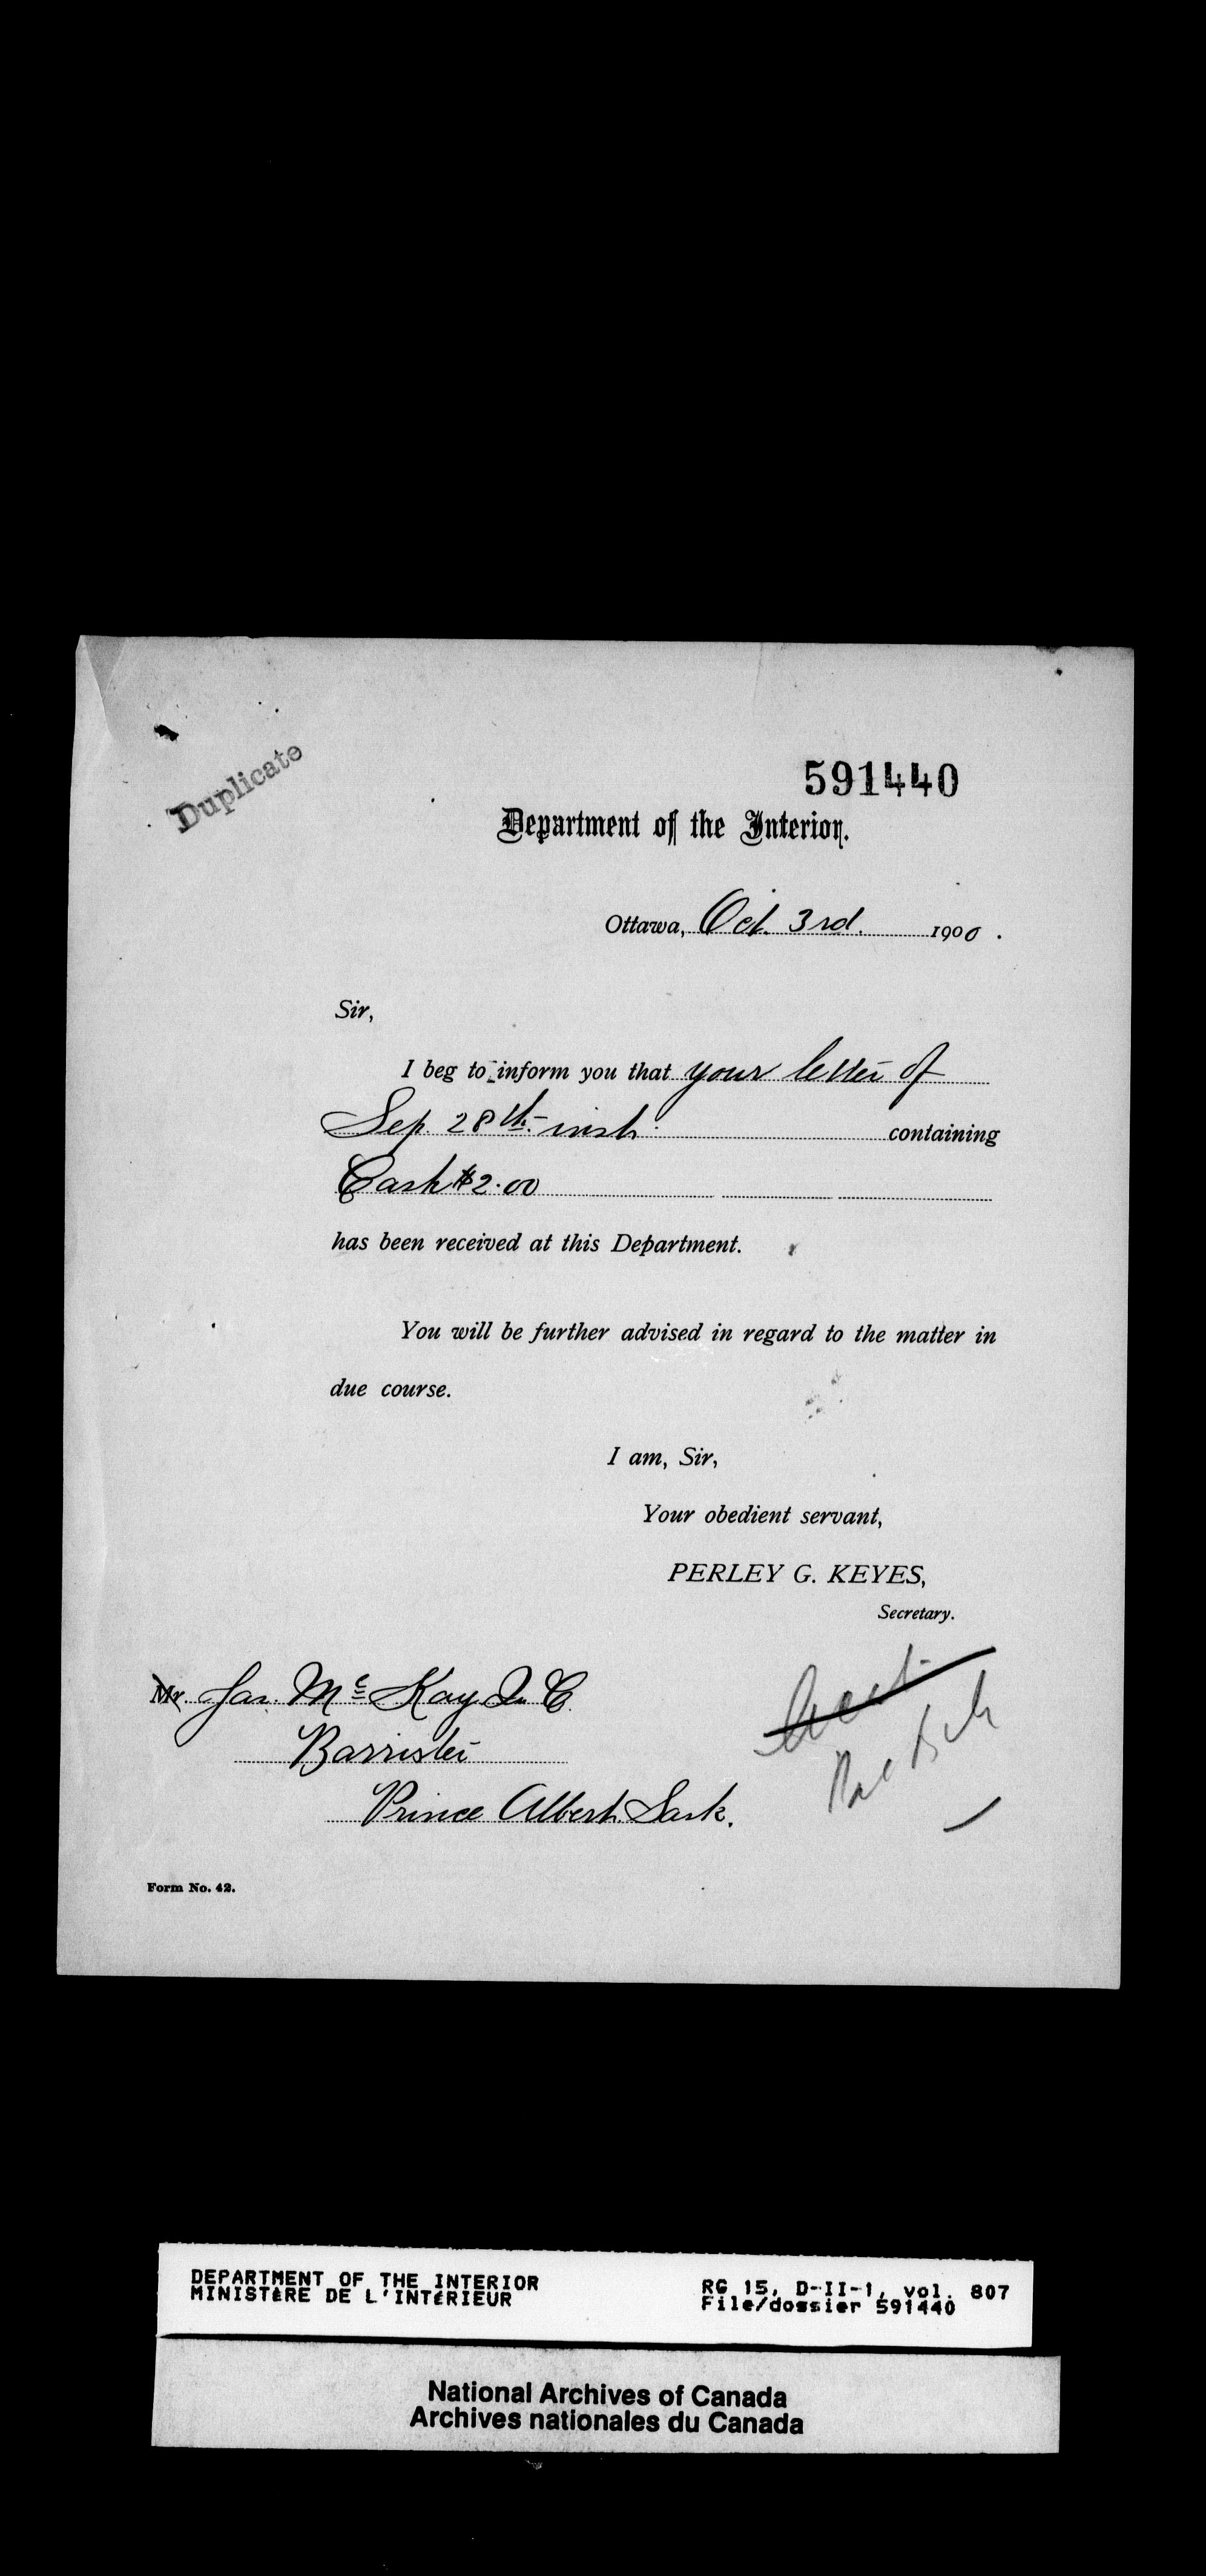 Duplicate
591440
Department of the Interior.
Ottawa, Oct. 3rd. 1900.
Sir,
I beg to inform you that your letter of
Sep. 28th. inst. containing
Cash $2.00
has been received at this Department.
You will be further advised in regard to the matter in
due course.
I am, Sir,
Your obedient servant,
PERLEY G. KEYES,
Secretary.
Mr. Jas. Mc Kay Q. C.
Barrister
Prince Albert. Sask.
Form No. 42.
DEPARTMENT OF THE INTERIOR
MINISTÈRE DE L'INTÉRIEUR
RG 15, D-II-1, vol. 807
File/dossier 591440
National Archives of Canada
Archives nationales du Canada